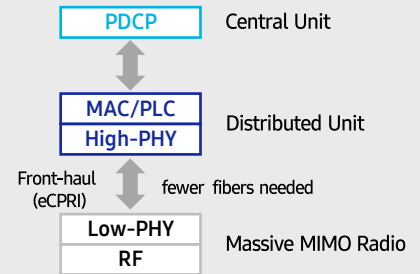 PDCP
Central Unit
MAC/PLC
High-PHY
Distributed Unit
Front-haul
(eCPRI)
fewer fibers needed
Low-PHY
RF
Massive MIMO Radio